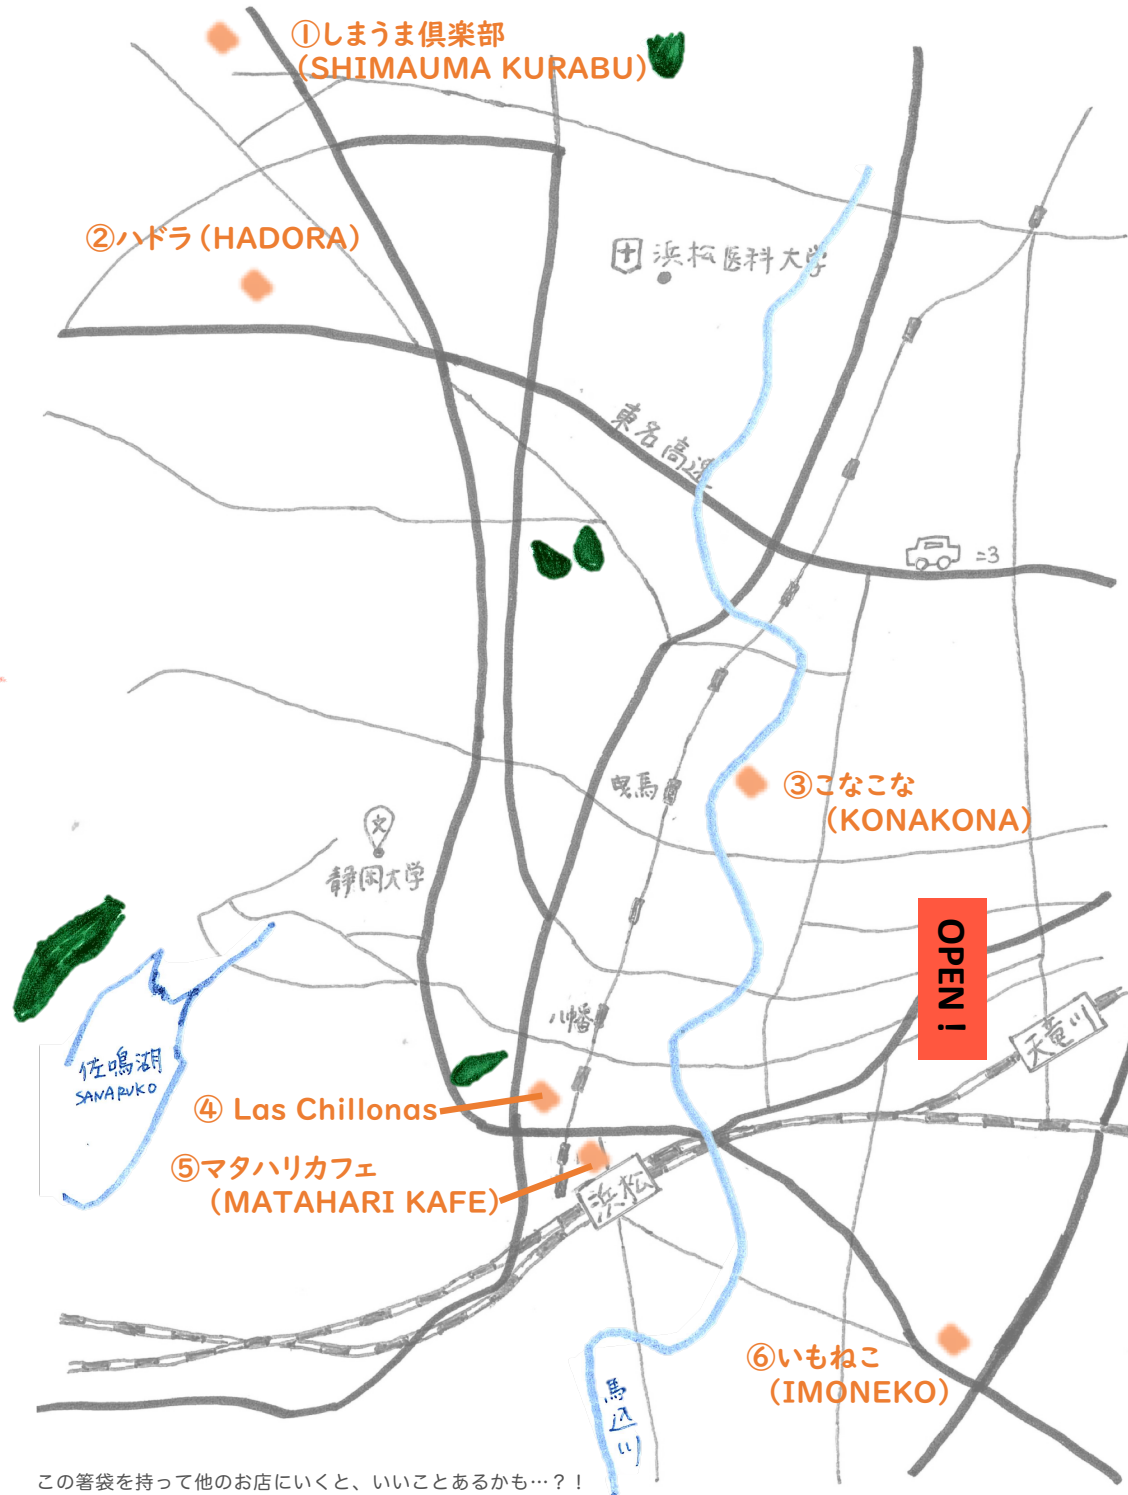 ①しまうま倶楽部
(SHIMAUMA KURABU)
②ハドラ(HADORA)
浜松医科大学
東名高速
=3
曳馬
③こなこな
(KONAKONA)
文
静岡大学
OPEN!
八幡
天竜川
佐鳴湖
SANARUKO
④ Las Chillonas
⑤マタハリカフェ
(MATAHARI KAFE)
浜松
⑥いもねこ
(IMONEKO)
馬込川
この箸袋を持って他のお店にいくと、いいことあるかも…?!